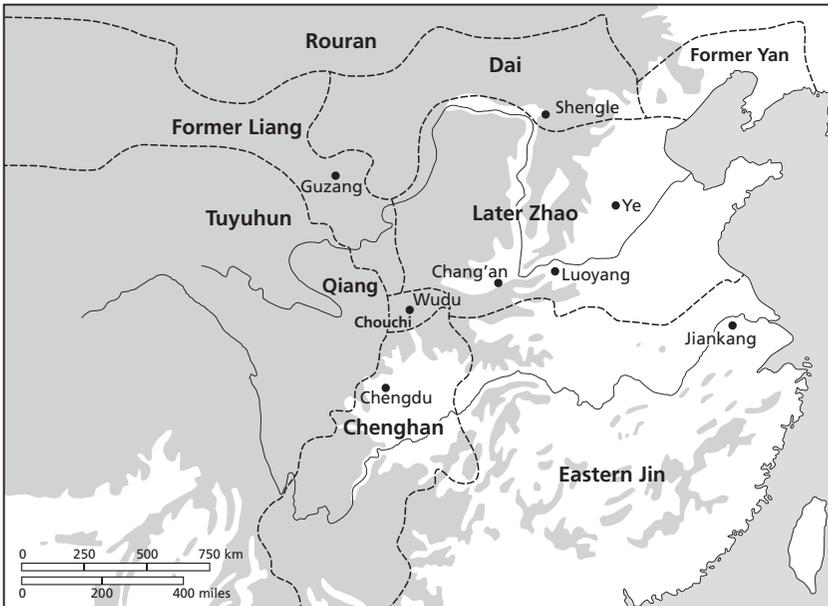 Rouran
Former Yan
Dai
Shengle
Former Liang
Guzang
Tuyuhun
Later Zhao
Ye
Chang'an
Luoyang
Qiang
Wudu
Chouchi
Jiankang
Chengdu
Chenghan
Eastern Jin
0 250 500 750 km
0 200 400 miles